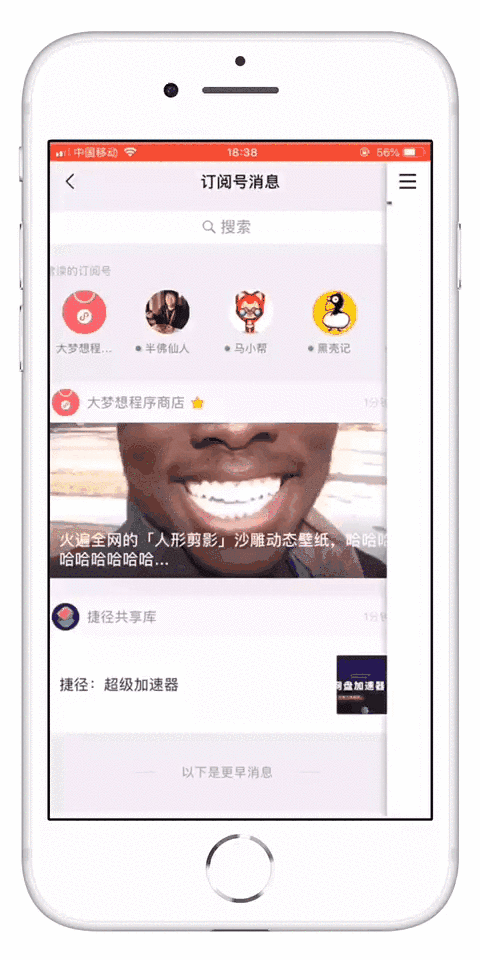 中国移动 18:38 56%
订阅号消息
搜索
读的订阅号
大梦想程... 半佛仙人 马小帮 黑壳记
大梦想程序商店 1分
火遍全网的「人形剪影」沙雕动态壁纸，哈哈哈
哈哈哈哈哈哈...
捷径共享库 1分
捷径：超级加速器
盘加速器
以下是更早消息